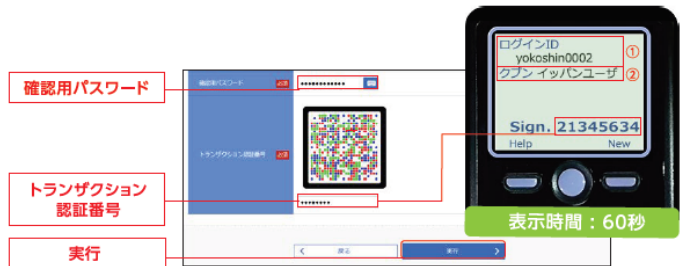 確認用パスワード
トランザクション
認証番号
実行
確認用パスワード 必須
トランザクション認証番号 必須
戻る
実行
ログインID
yokoshin0002 ①
クブン イッパンユーザ ②
Sign. 21345634
Help New
表示時間：60秒